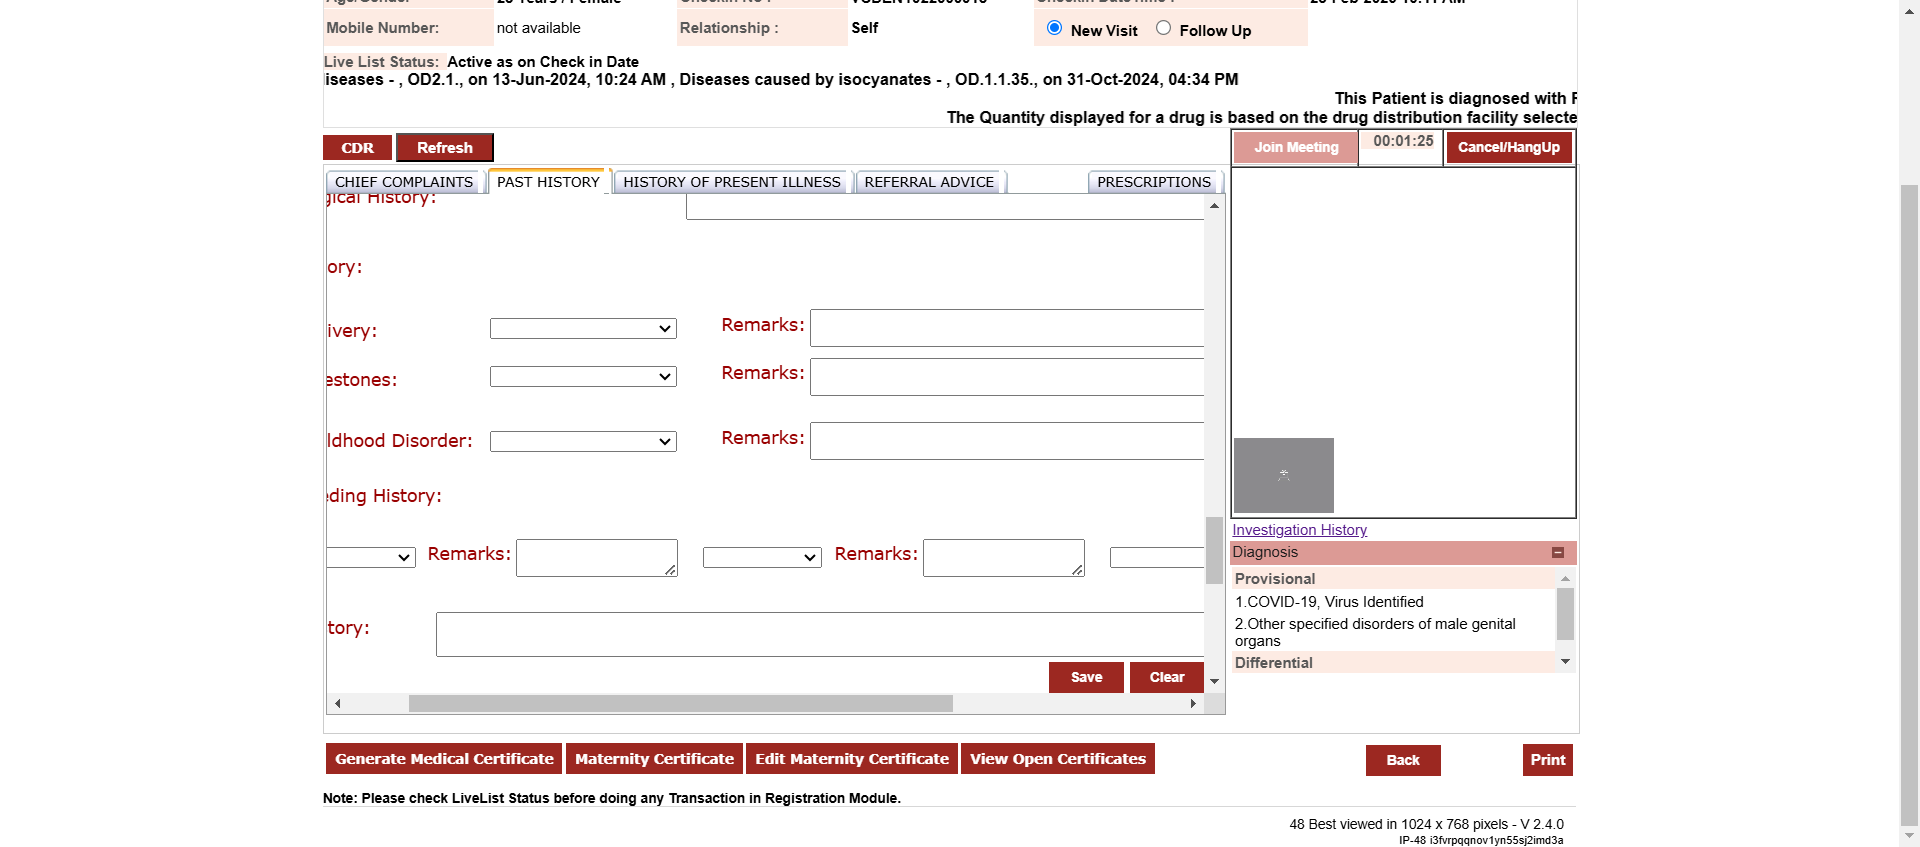 Age/Gender
Years / Female
Mobile Number: not available Relationship : Self New Visit Follow Up
Live List Status: Active as on Check in Date
iseases - , OD2.1., on 13-Jun-2024, 10:24 AM , Diseases caused by isocyanates - , OD.1.1.35., on 31-Oct-2024, 04:34 PM
This Patient is diagnosed with
The Quantity displayed for a drug is based on the drug distribution facility selecte
CDR Refresh Join Meeting 00:01:25 Cancel/HangUp
CHIEF COMPLAINTS PAST HISTORY HISTORY OF PRESENT ILLNESS REFERRAL ADVICE PRESCRIPTIONS
gical History:
ory:
ivery: Remarks:
estones: Remarks:
ldhood Disorder: Remarks:
ding History:
Remarks: Remarks:
tory:
Save Clear
Investigation History
Diagnosis
Provisional
1.COVID-19, Virus Identified
2.Other specified disorders of male genital
organs
Differential
Generate Medical Certificate Maternity Certificate Edit Maternity Certificate View Open Certificates Back Print
Note: Please check LiveList Status before doing any Transaction in Registration Module.
48 Best viewed in 1024 x 768 pixels - V 2.4.0
IP-48 i3fvrpqqnov1yn55sj2imd3a